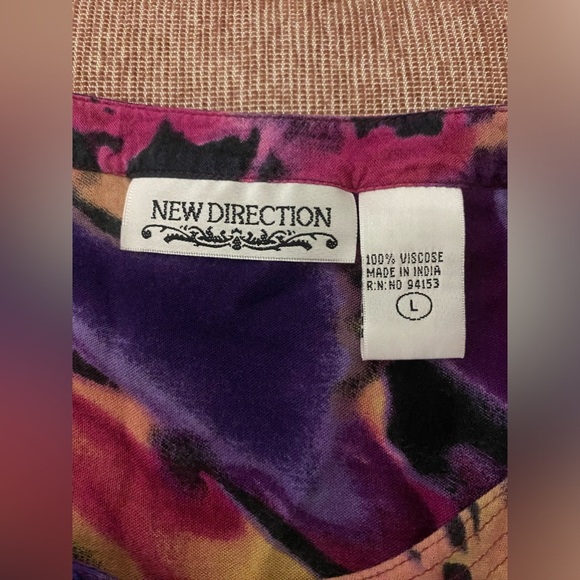 NEW DIRECTION
100% VISCOSE
MADE IN INDIA
R:N:NO 94153
L